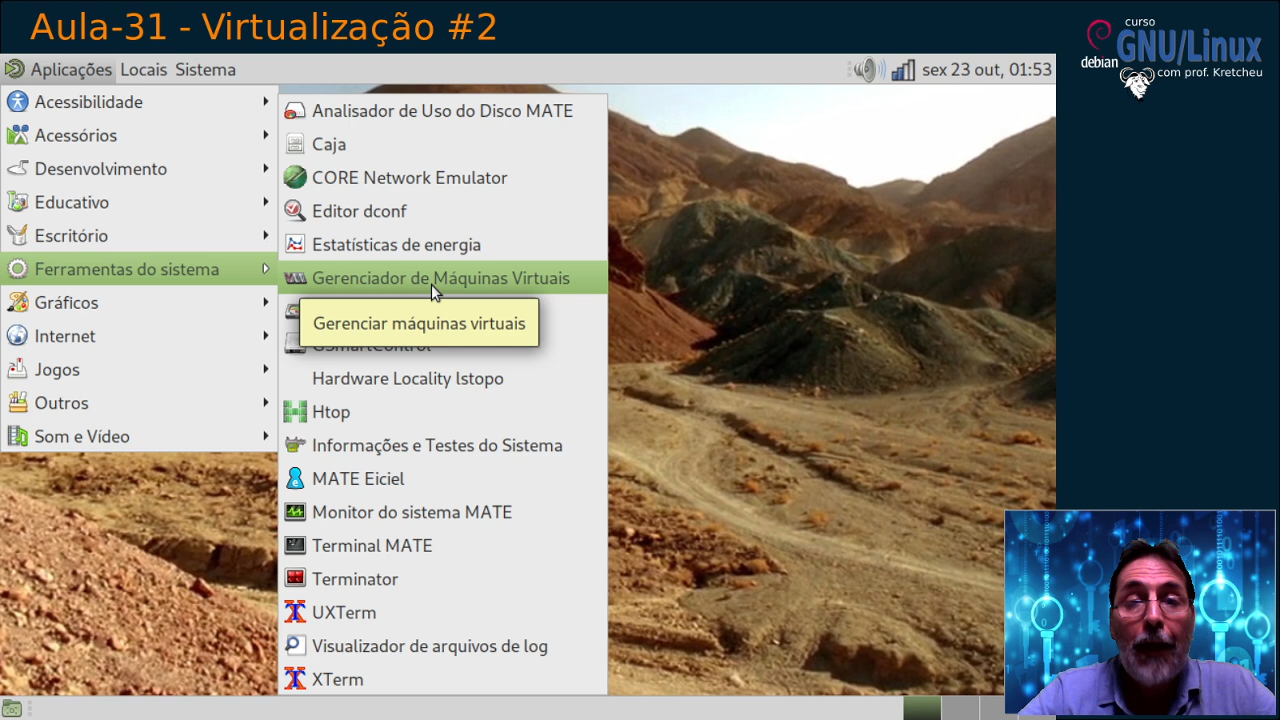 Aula-31 - Virtualização #2
curso
GNU/Linux
debian
com prof. Kretcheu
Aplicações Locais Sistema
sex 23 out, 01:53
Acessibilidade
Acessórios
Desenvolvimento
Educativo
Escritório
Ferramentas do sistema
Gráficos
Internet
Jogos
Outros
Som e Vídeo
Analisador de Uso do Disco MATE
Caja
CORE Network Emulator
Editor dconf
Estatísticas de energia
Gerenciador de Máquinas Virtuais
Gerenciar máquinas virtuais
GSmartControl
Hardware Locality lstopo
Htop
Informações e Testes do Sistema
MATE Eiciel
Monitor do sistema MATE
Terminal MATE
Terminator
UXTerm
Visualizador de arquivos de log
XTerm